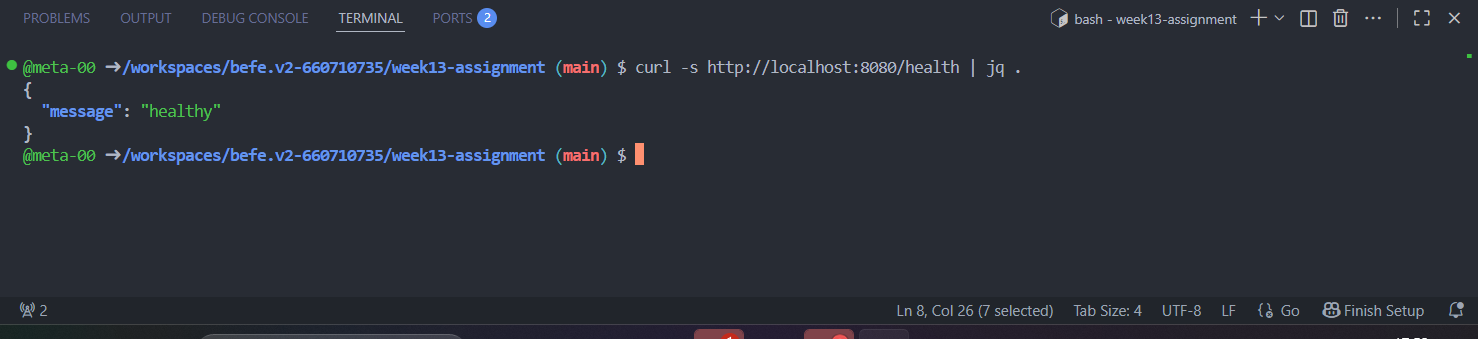 PROBLEMS OUTPUT DEBUG CONSOLE TERMINAL PORTS 2 bash - week13-assignment
@meta-00 ➜/workspaces/befe.v2-660710735/week13-assignment (main) $ curl -s http://localhost:8080/health | jq .
{
  "message": "healthy"
}
@meta-00 ➜/workspaces/befe.v2-660710735/week13-assignment (main) $
2 Ln 8, Col 26 (7 selected) Tab Size: 4 UTF-8 LF Go Finish Setup